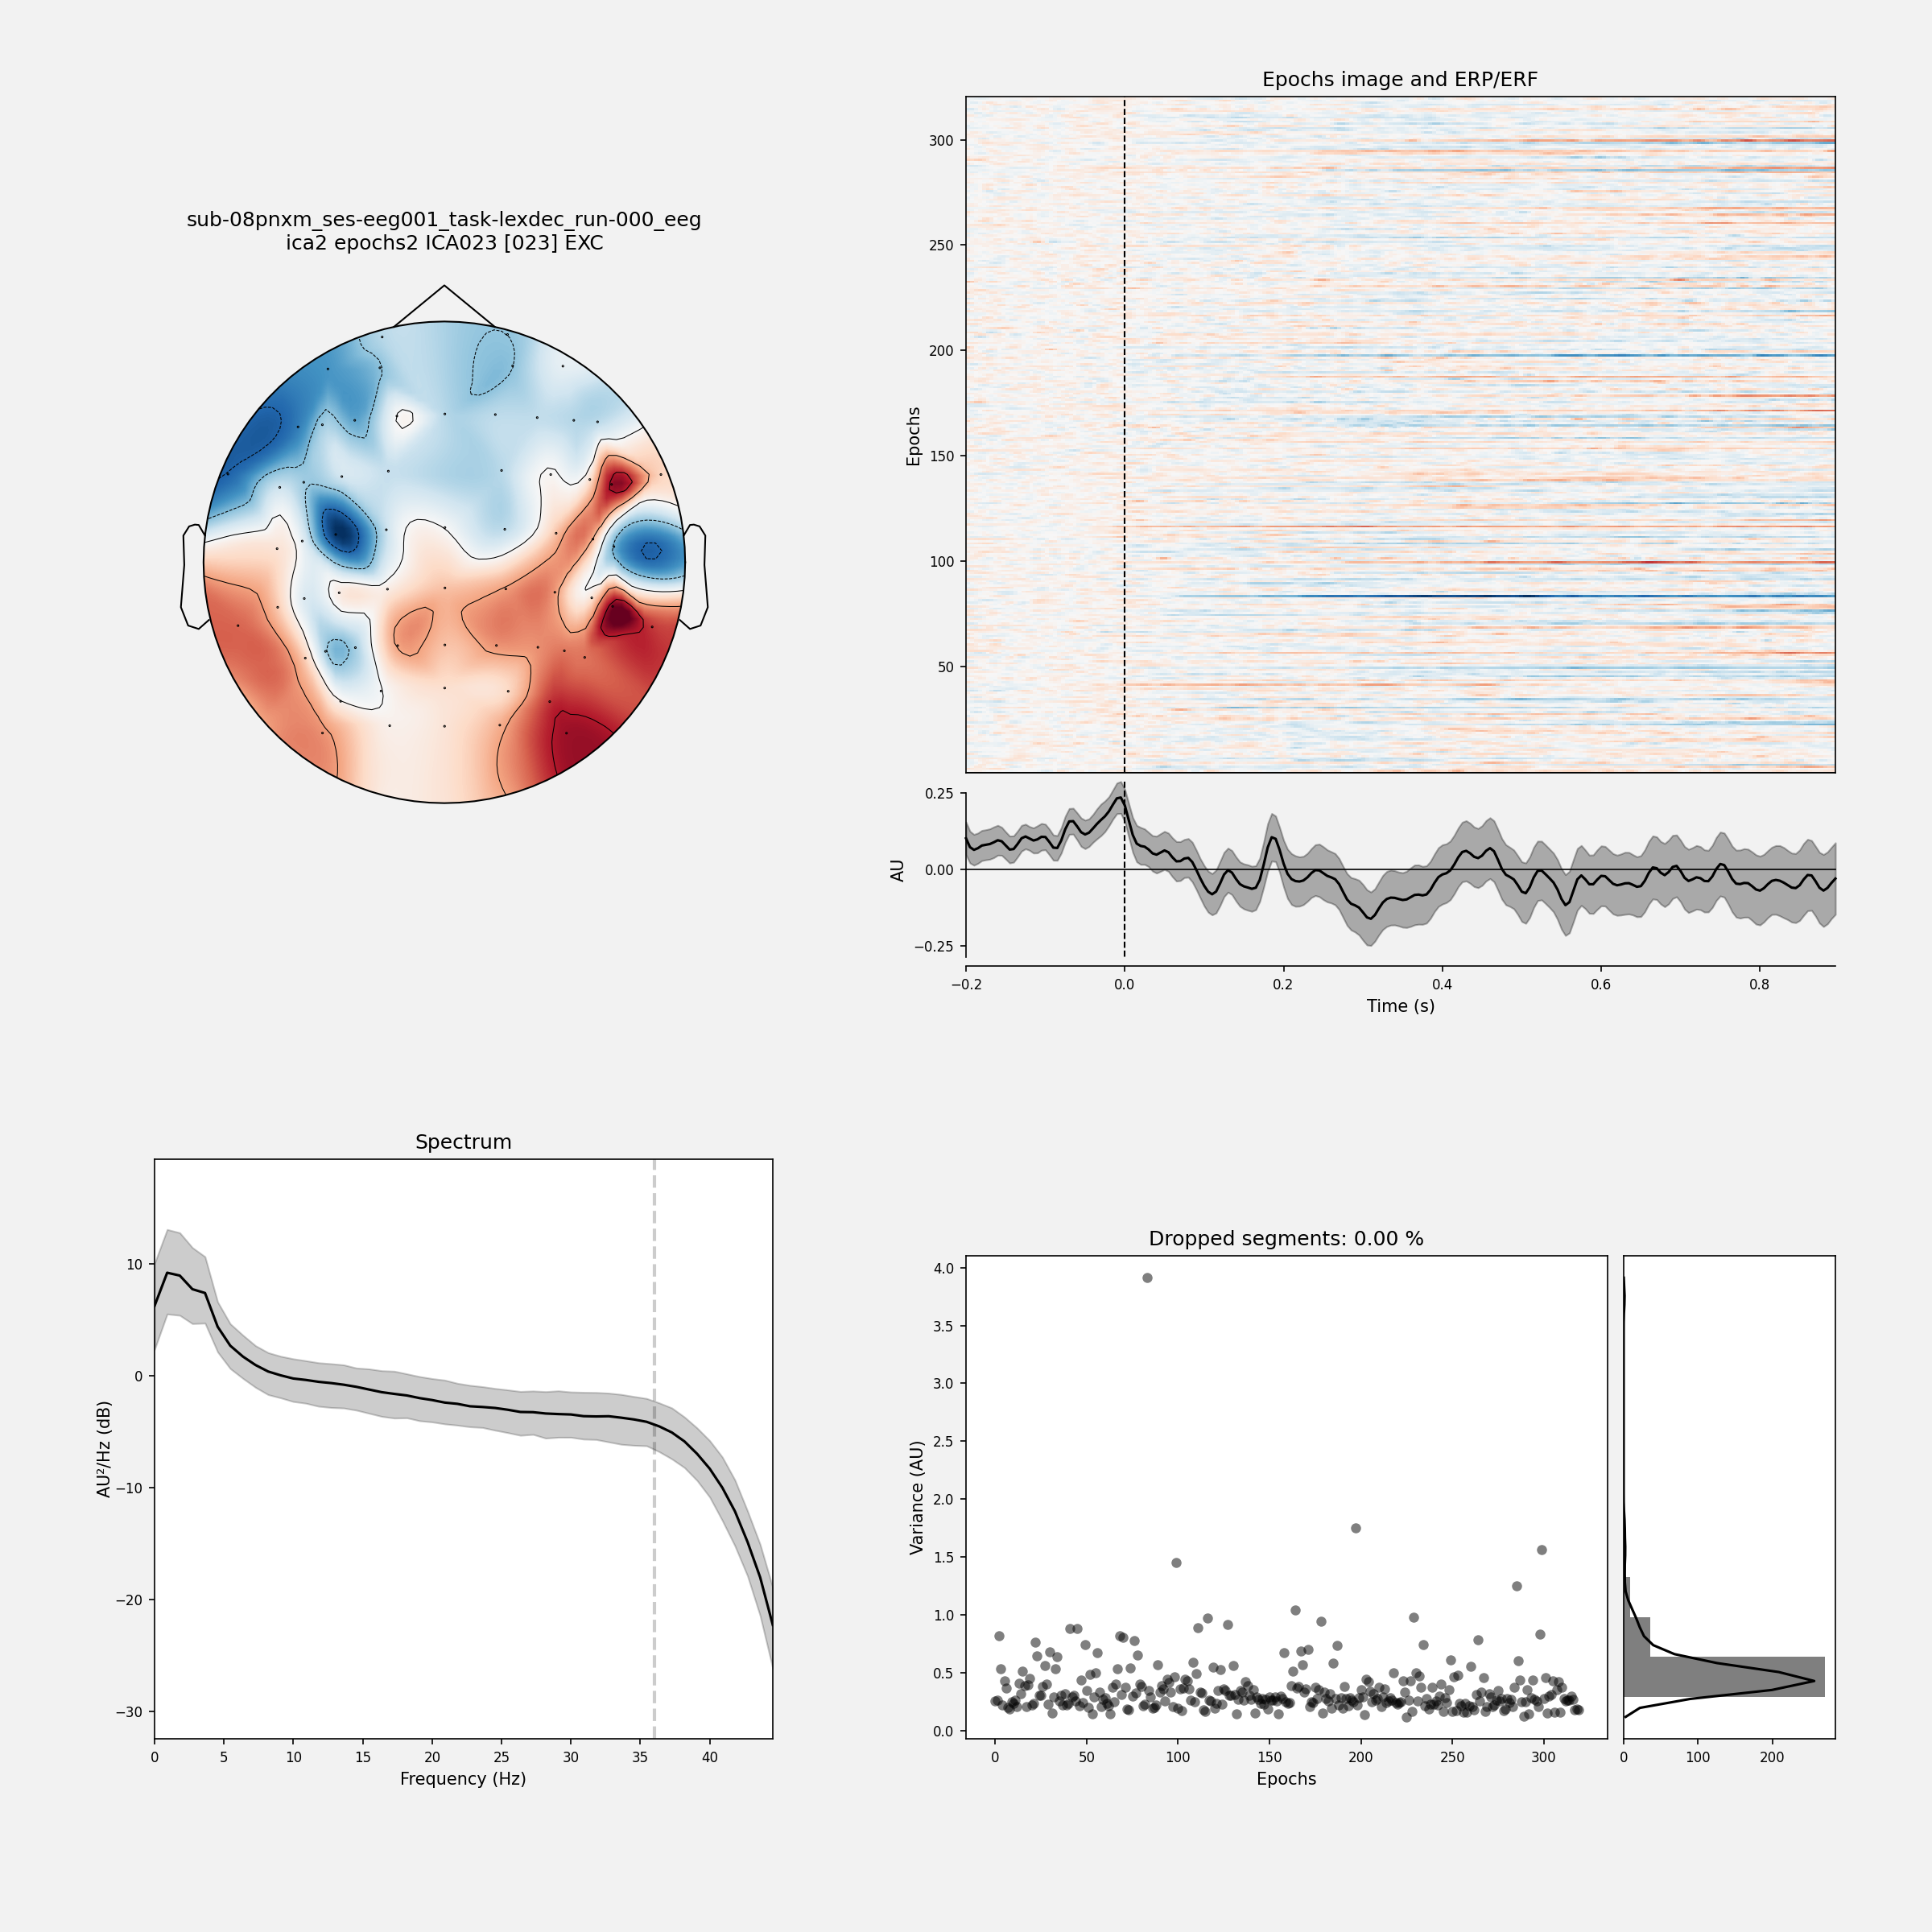 sub-08pnxm_ses-eeg001_task-lexdec_run-000_eeg
ica2 epochs2 ICA023 [023] EXC
Epochs image and ERP/ERF
Epochs
300
250
200
150
100
50
AU
0.25
0.00
−0.25
−0.2 0.0 0.2 0.4 0.6 0.8
Time (s)
Spectrum
AU²/Hz (dB)
10
0
−10
−20
−30
0 5 10 15 20 25 30 35 40
Frequency (Hz)
Dropped segments: 0.00 %
Variance (AU)
4.0
3.5
3.0
2.5
2.0
1.5
1.0
0.5
0.0
0 50 100 150 200 250 300
Epochs
0 100 200